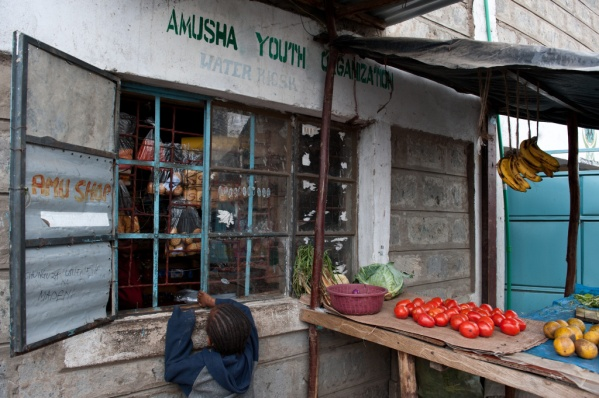 AMUSHA YOUTH ORGANIZATION
WATER KIOSK
AMU SHOP